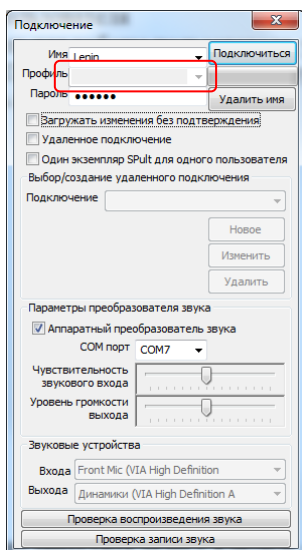 Подключение
Имя Lenin Подключиться
Профиль
Пароль •••••• Удалить имя
Загружать изменения без подтверждения
Удаленное подключение
Один экземпляр SPult для одного пользователя
Выбор/создание удаленного подключения
Подключение
Новое
Изменить
Удалить
Параметры преобразователя звука
Аппаратный преобразователь звука
COM порт COM7
Чувствительность
звукового входа
Уровень громкости
выхода
Звуковые устройства
Входа Front Mic (VIA High Definition
Выхода Динамики (VIA High Definition A
Проверка воспроизведения звука
Проверка записи звука